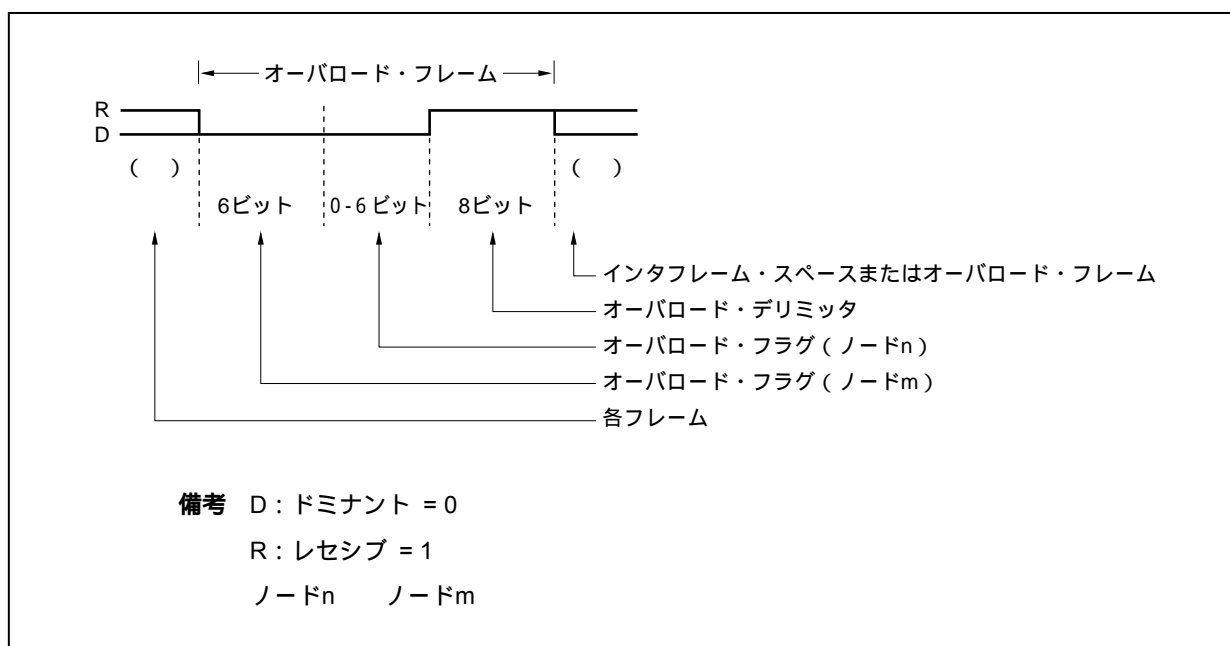 オーバロード・フレーム
R
D
(　) (　)
6ビット 0-6ビット 8ビット
インタフレーム・スペースまたはオーバロード・フレーム
オーバロード・デリミッタ
オーバロード・フラグ(ノードn)
オーバロード・フラグ(ノードm)
各フレーム
備考 D:ドミナント = 0
R:レセシブ = 1
ノードn　ノードm